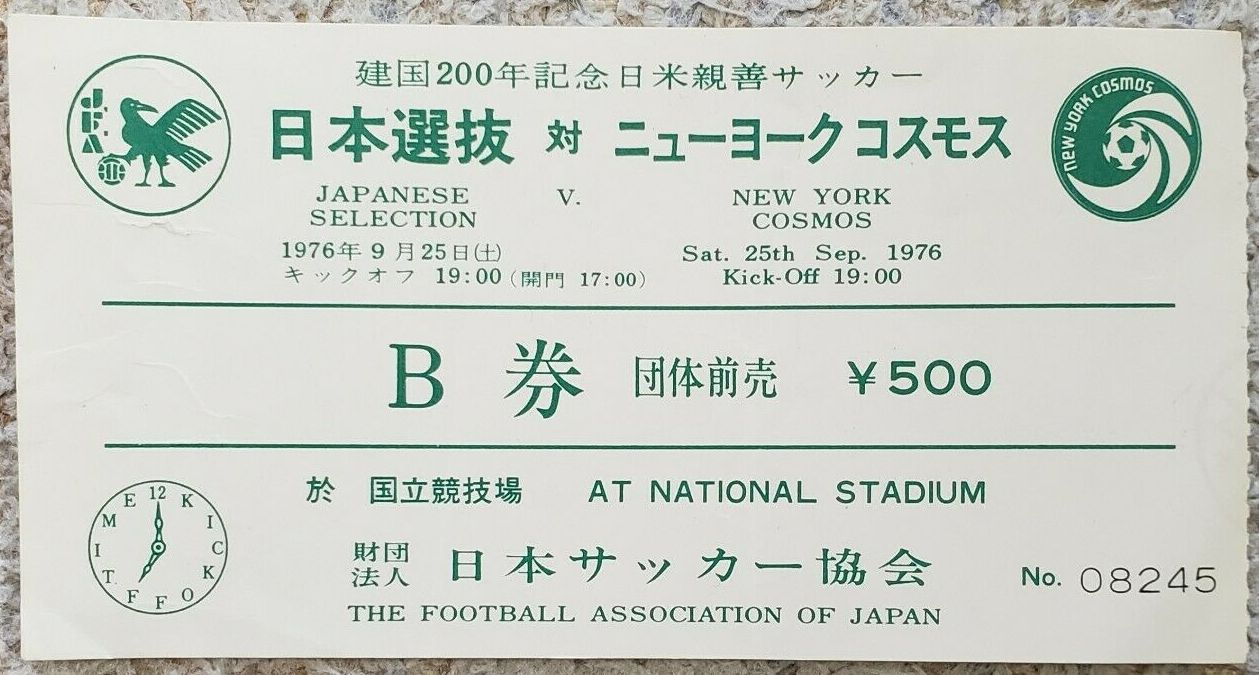 建国200年記念日米親善サッカー
J.F.A.
日本選抜 対 ニューヨークコスモス
NEW YORK COSMOS
JAPANESE SELECTION V. NEW YORK COSMOS
1976年9月25日(土) Sat. 25th Sep. 1976
キックオフ 19:00 (開門 17:00) Kick-Off 19:00
B 券 団体前売 ¥500
於 国立競技場 AT NATIONAL STADIUM
12 KICK OFF TIME
財団法人 日本サッカー協会
No. 08245
THE FOOTBALL ASSOCIATION OF JAPAN